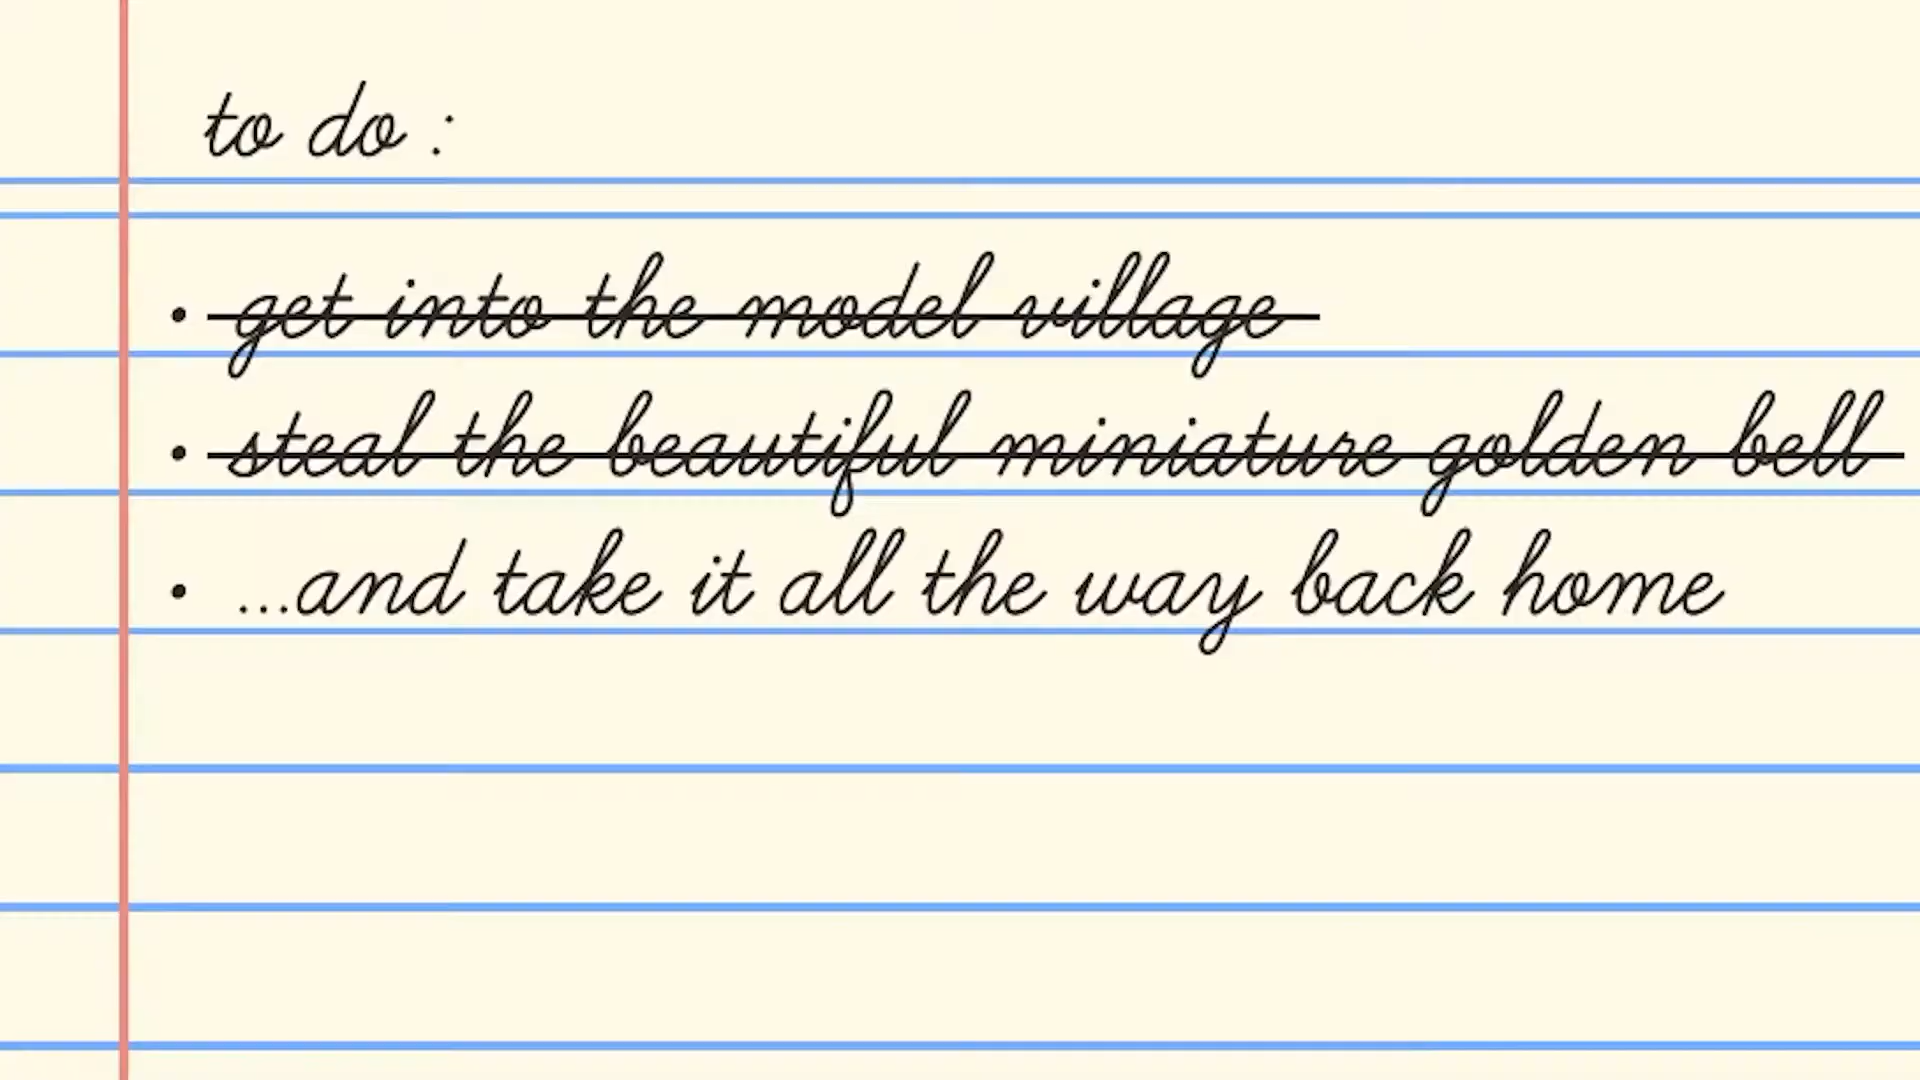 to do :
• get into the model village
• steal the beautiful miniature golden bell
• ...and take it all the way back home